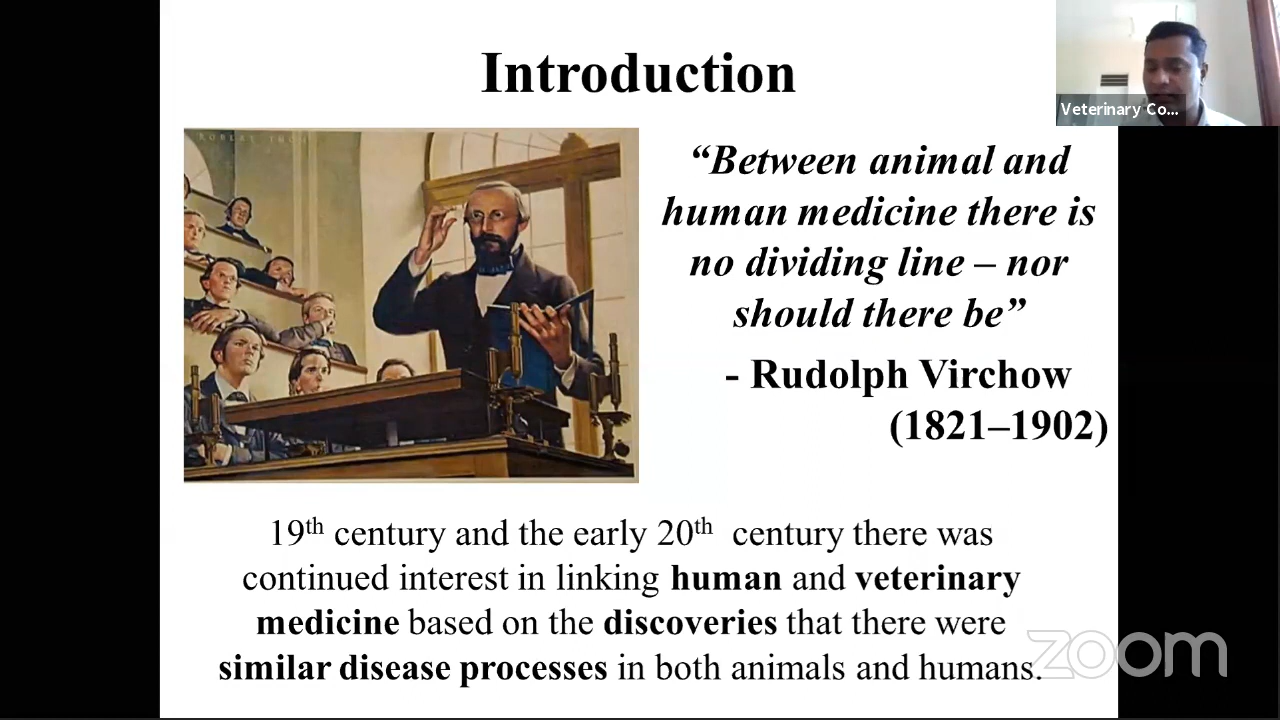 Introduction
Veterinary Co...
ROBERT THOM
“Between animal and
human medicine there is
no dividing line – nor
should there be”
- Rudolph Virchow
(1821–1902)
19th century and the early 20th century there was
continued interest in linking human and veterinary
medicine based on the discoveries that there were
similar disease processes in both animals and humans.
zoom